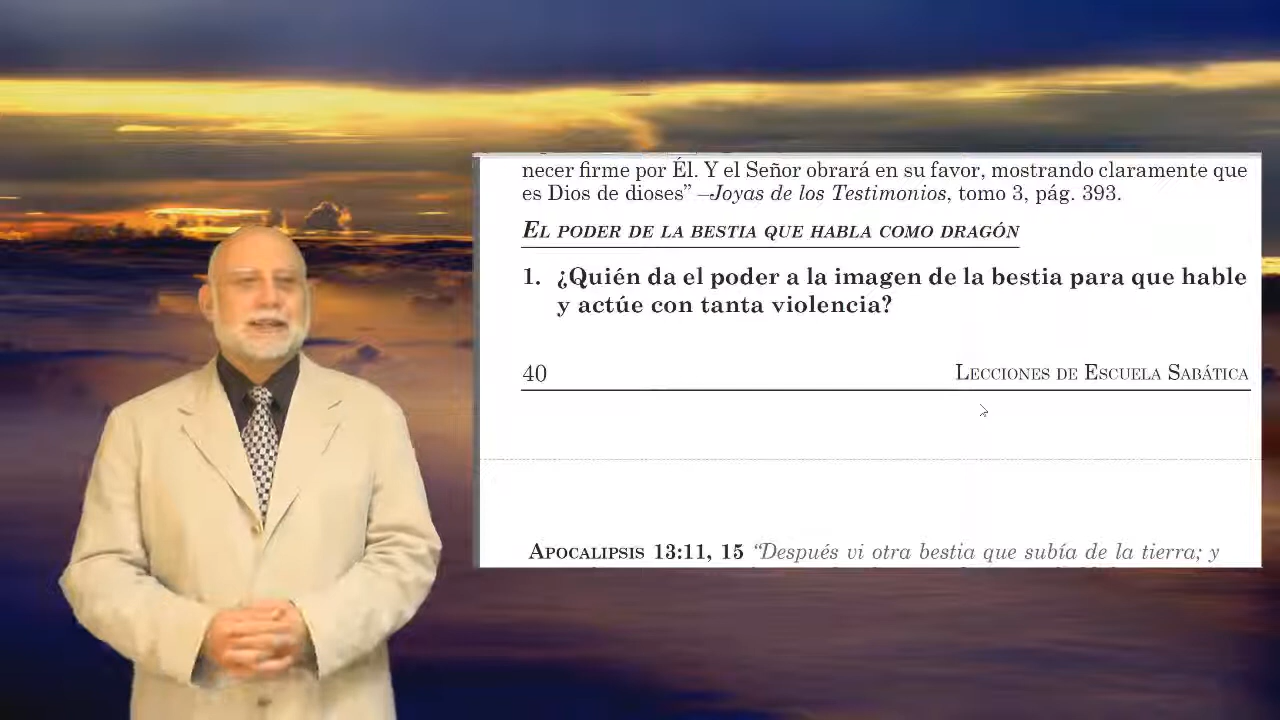 necer firme por Él. Y el Señor obrará en su favor, mostrando claramente que
es Dios de dioses” –Joyas de los Testimonios, tomo 3, pág. 393.
El poder de la bestia que habla como dragón
1. ¿Quién da el poder a la imagen de la bestia para que hable
y actúe con tanta violencia?
40 Lecciones de Escuela Sabática
Apocalipsis 13:11, 15 “Después vi otra bestia que subía de la tierra; y